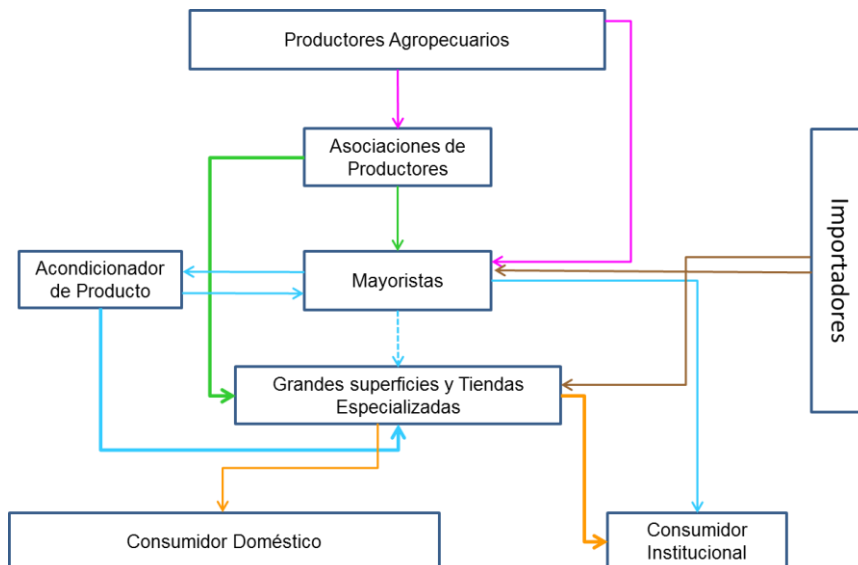 Productores Agropecuarios
Asociaciones de
Productores
Importadores
Acondicionador
de Producto
Mayoristas
Grandes superficies y Tiendas
Especializadas
Consumidor Doméstico
Consumidor
Institucional